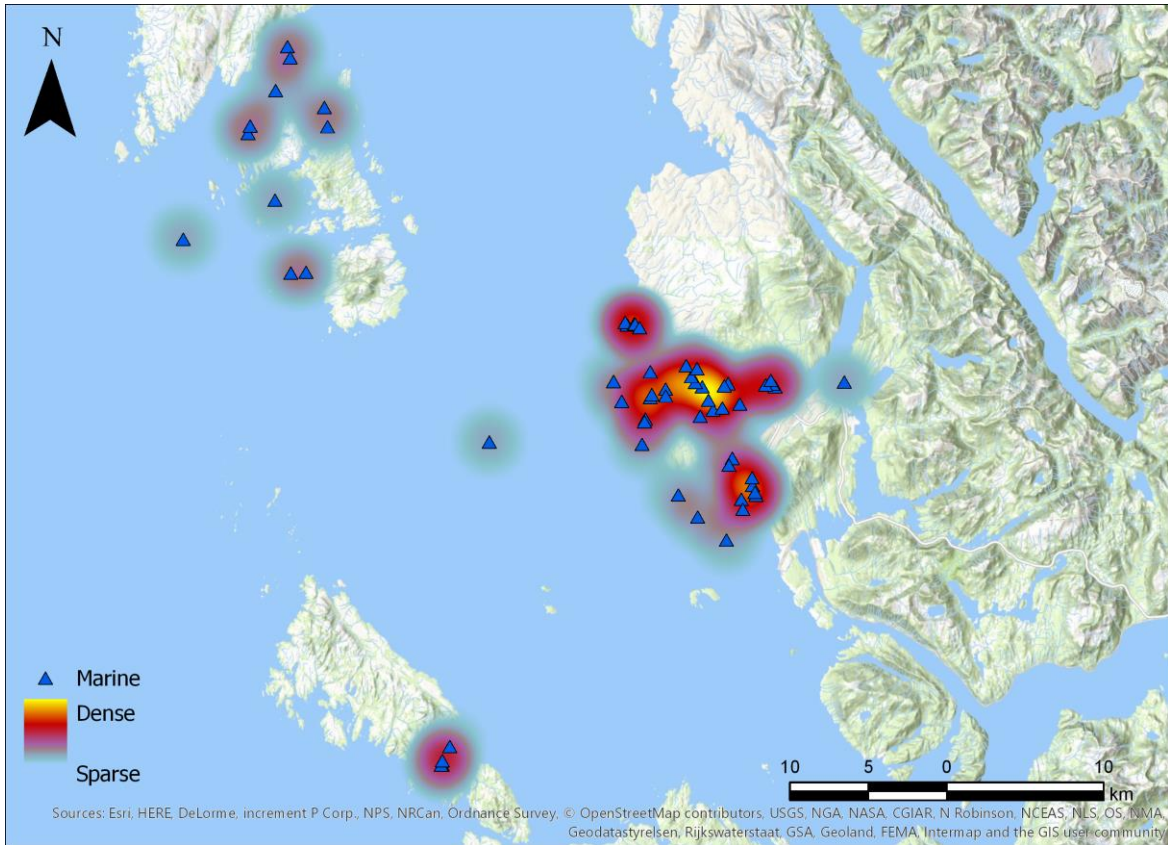 N
Marine
Dense
Sparse
10 5 0 10
km
Sources: Esri, HERE, DeLorme, increment P Corp., NPS, NRCan, Ordnance Survey, © OpenStreetMap contributors, USGS, NGA, NASA, CGIAR, N Robinson, NCEAS, NLS, OS, NMA,
Geodatastyrelsen, Rijkswaterstaat, GSA, Geoland, FEMA, Intermap and the GIS user community